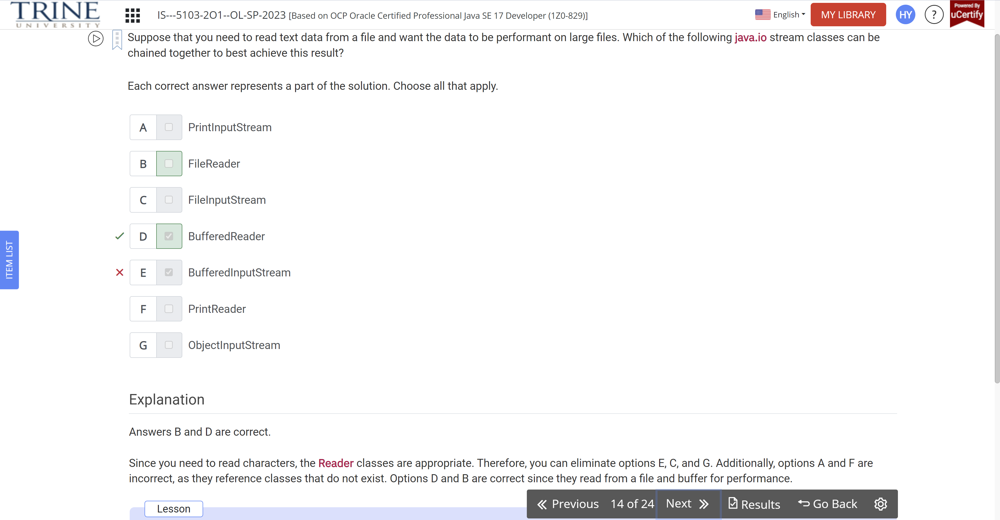 TRINE
UNIVERSITY
IS---5103-2O1--OL-SP-2023 [Based on OCP Oracle Certified Professional Java SE 17 Developer (1Z0-829)]
English
MY LIBRARY
HY
?
Powered By
uCertify
Suppose that you need to read text data from a file and want the data to be performant on large files. Which of the following java.io stream classes can be
chained together to best achieve this result?
Each correct answer represents a part of the solution. Choose all that apply.
A PrintInputStream
B FileReader
C FileInputStream
D BufferedReader
E BufferedInputStream
F PrintReader
G ObjectInputStream
ITEM LIST
Explanation
Answers B and D are correct.
Since you need to read characters, the Reader classes are appropriate. Therefore, you can eliminate options E, C, and G. Additionally, options A and F are
incorrect, as they reference classes that do not exist. Options D and B are correct since they read from a file and buffer for performance.
Lesson
Previous 14 of 24 Next Results Go Back